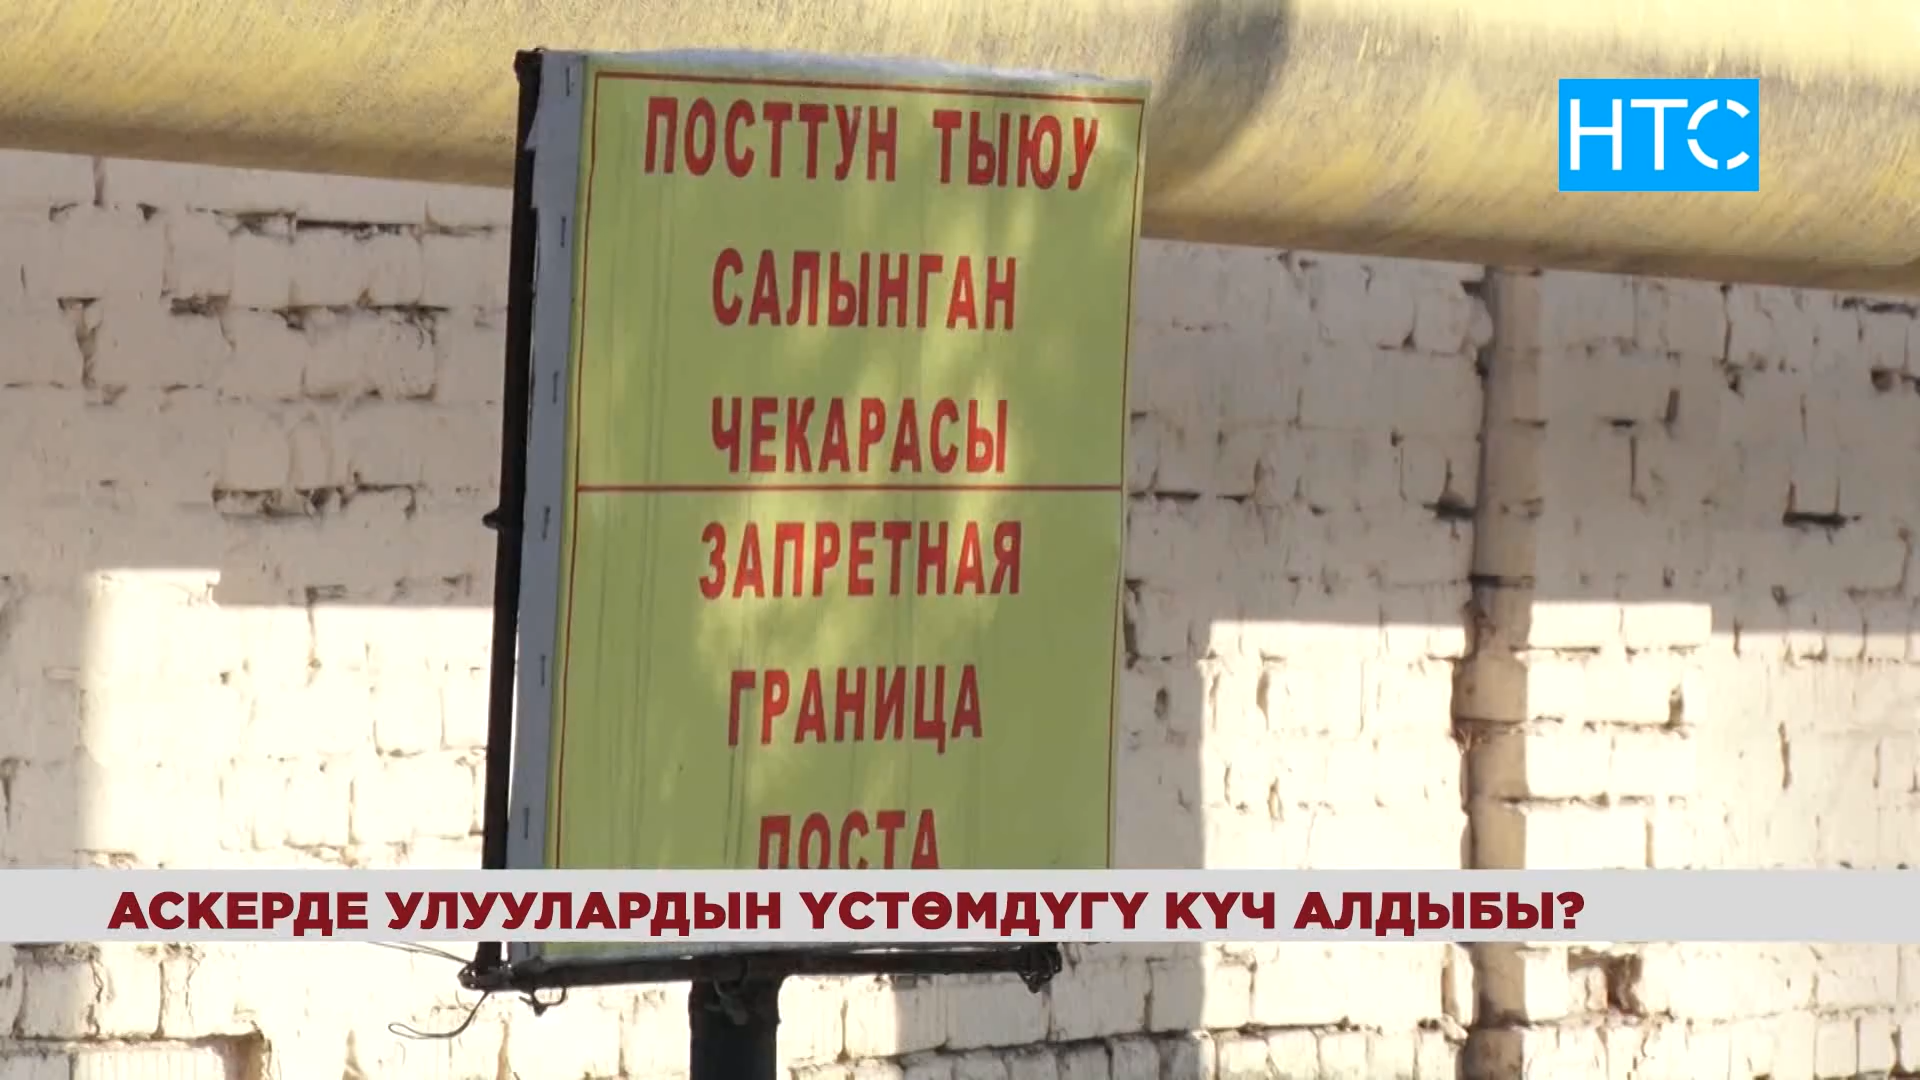 НТС
ПОСТТУН ТЫЮУ
САЛЫНГАН
ЧЕКАРАСЫ
ЗАПРЕТНАЯ
ГРАНИЦА
ПОСТА
АСКЕРДЕ УЛУУЛАРДЫН ҮСТӨМДҮГҮ КҮЧ АЛДЫБЫ?